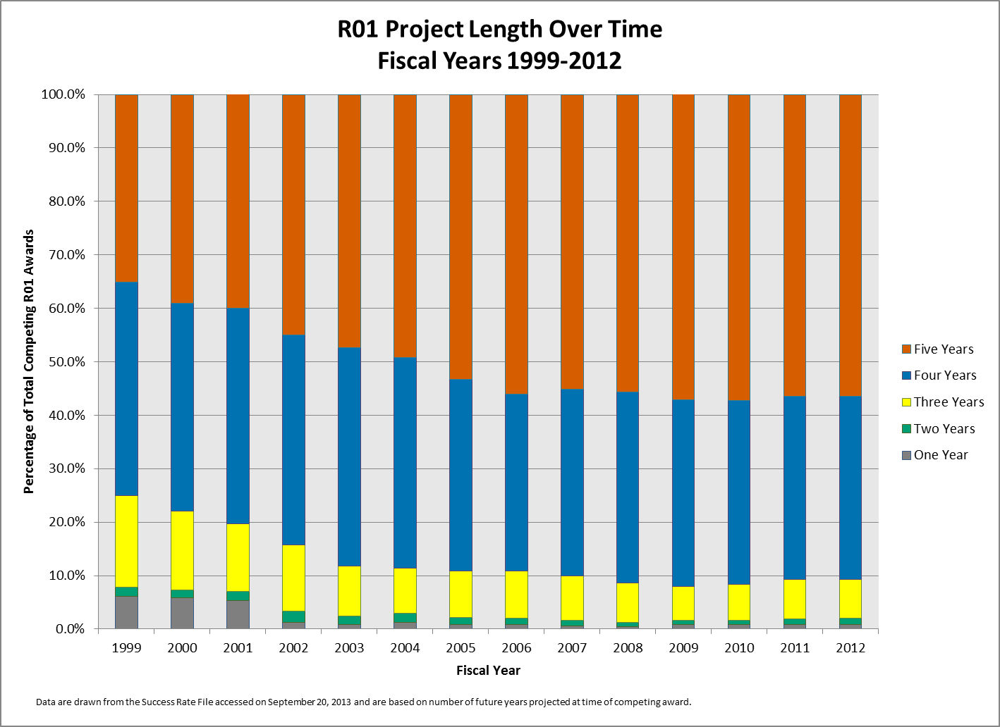 R01 Project Length Over Time
Fiscal Years 1999-2012
Percentage of Total Competing R01 Awards
100.0%
90.0%
80.0%
70.0%
60.0%
50.0%
40.0%
30.0%
20.0%
10.0%
0.0%
Five Years
Four Years
Three Years
Two Years
One Year
1999 2000 2001 2002 2003 2004 2005 2006 2007 2008 2009 2010 2011 2012
Fiscal Year
Data are drawn from the Success Rate File accessed on September 20, 2013 and are based on number of future years projected at time of competing award.